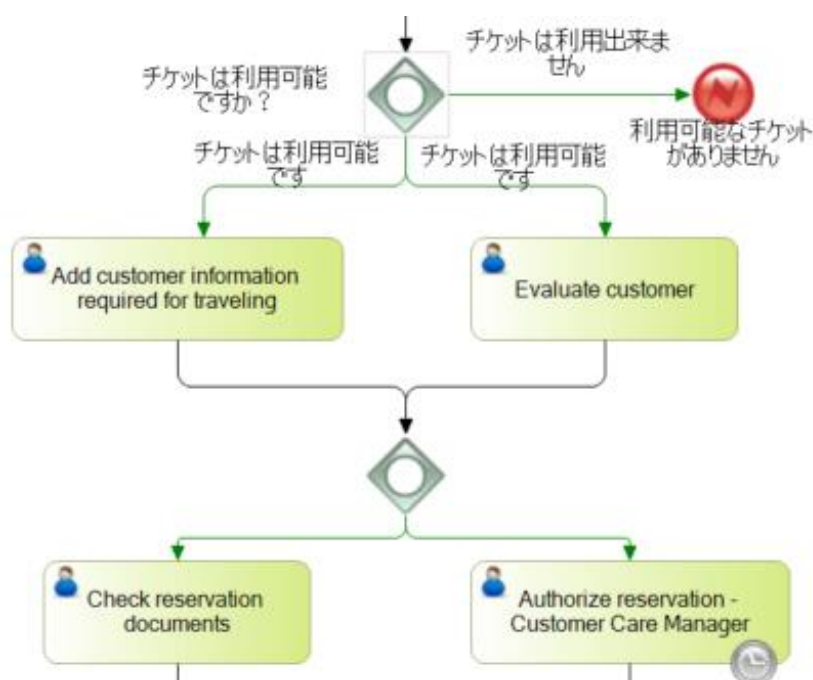 チケットは利用出来ま
せん
チケットは利用可能
ですか？
利用可能なチケット
がありません
チケットは利用可能
です
チケットは利用可能
です
Add customer information
required for traveling
Evaluate customer
Check reservation
documents
Authorize reservation -
Customer Care Manager